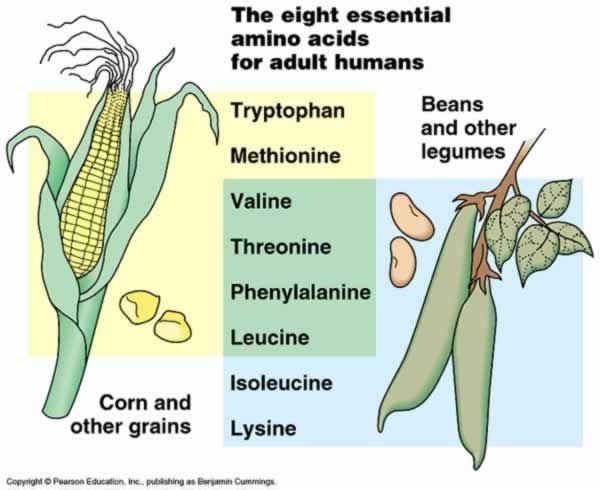 The eight essential
amino acids
for adult humans
Tryptophan
Methionine
Valine
Threonine
Phenylalanine
Leucine
Isoleucine
Lysine
Beans
and other
legumes
Corn and
other grains
Copyright © Pearson Education, Inc., publishing as Benjamin Cummings.